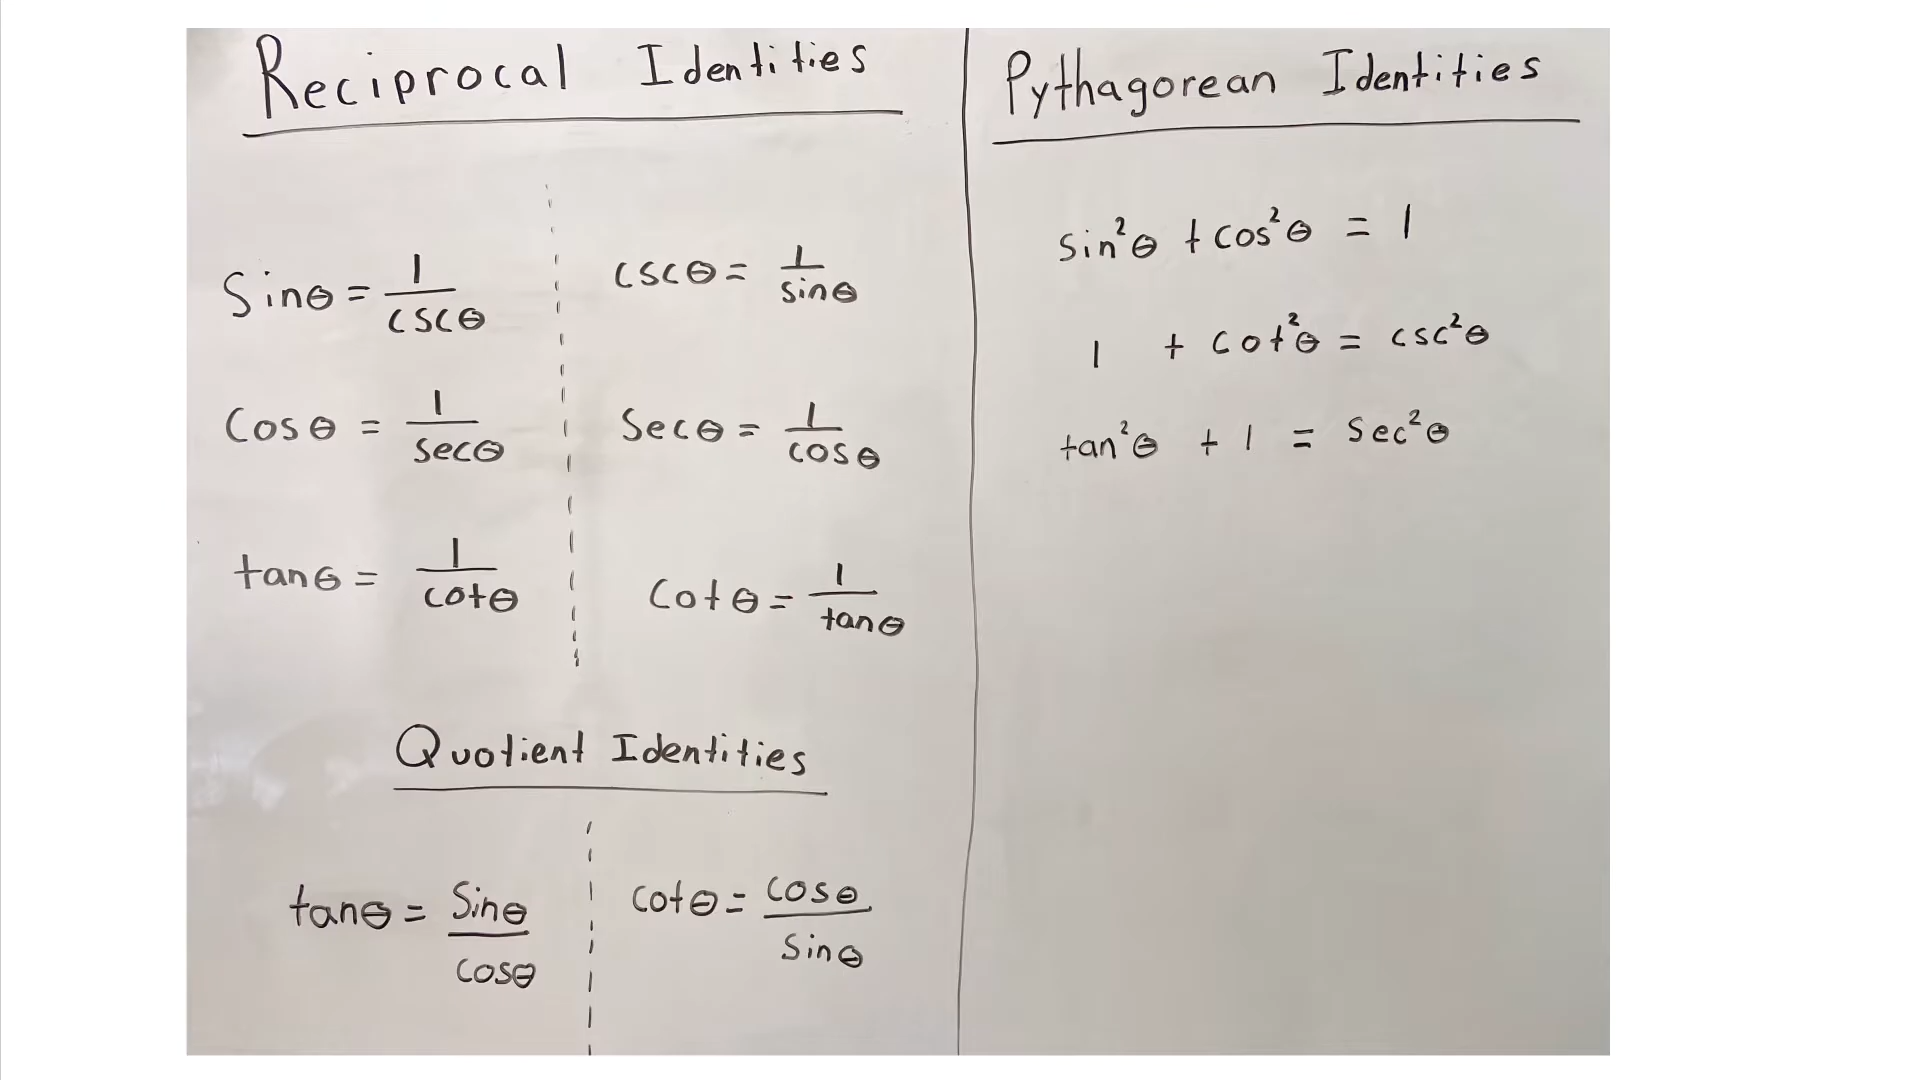 Reciprocal Identities
sinθ = 1/cscθ
cscθ = 1/sinθ
cosθ = 1/secθ
secθ = 1/cosθ
tanθ = 1/cotθ
cotθ = 1/tanθ
Quotient Identities
tanθ = sinθ/cosθ
cotθ = cosθ/sinθ
Pythagorean Identities
sin²θ + cos²θ = 1
1 + cot²θ = csc²θ
tan²θ + 1 = sec²θ